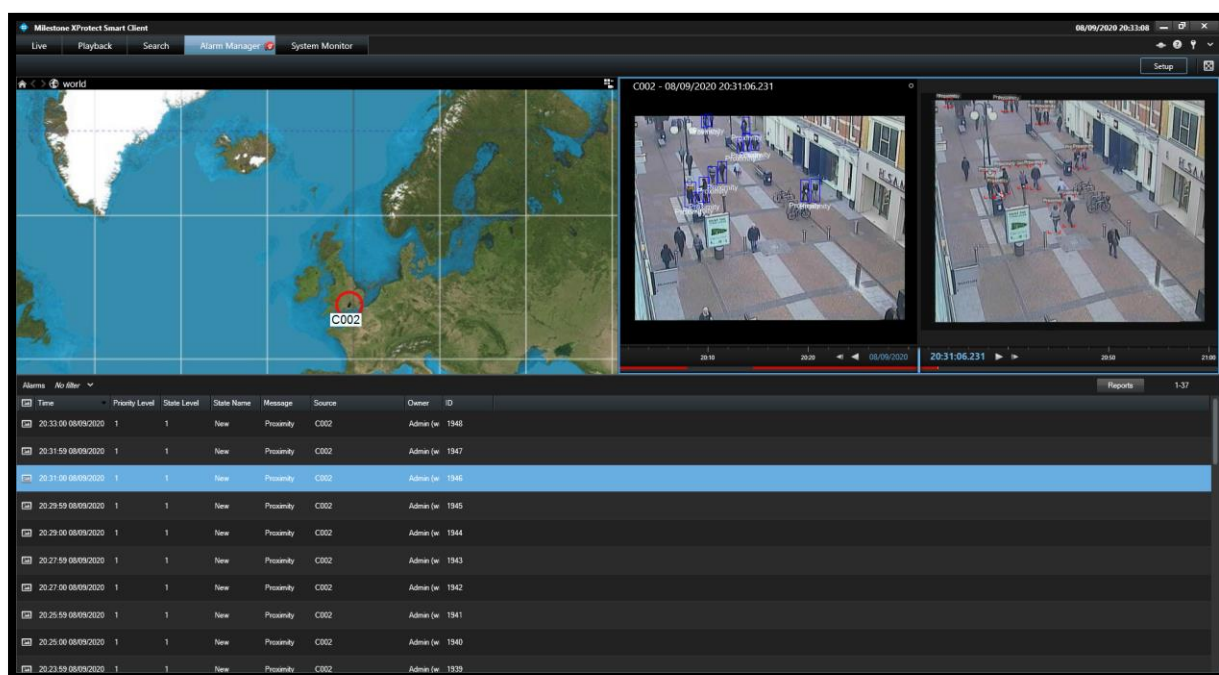 Milestone XProtect Smart Client
08/09/2020 20:33:08
Live Playback Search Alarm Manager System Monitor
Setup
world
C002
C002 - 08/09/2020 20:31:06.231
Proximity
Proximity
Proximity
Proximity
20:10 20:20 08/09/2020 20:31:06.231 20:50 21:00
Alarms No filter Reports 1-37
Time Priority Level State Level State Name Message Source Owner ID
20:33:00 08/09/2020 1 1 New Proximity C002 Admin (w 1948
20:31:59 08/09/2020 1 1 New Proximity C002 Admin (w 1947
20:31:00 08/09/2020 1 1 New Proximity C002 Admin (w 1946
20:29:59 08/09/2020 1 1 New Proximity C002 Admin (w 1945
20:29:00 08/09/2020 1 1 New Proximity C002 Admin (w 1944
20:27:59 08/09/2020 1 1 New Proximity C002 Admin (w 1943
20:27:00 08/09/2020 1 1 New Proximity C002 Admin (w 1942
20:25:59 08/09/2020 1 1 New Proximity C002 Admin (w 1941
20:25:00 08/09/2020 1 1 New Proximity C002 Admin (w 1940
20:23:59 08/09/2020 1 1 New Proximity C002 Admin (w 1939